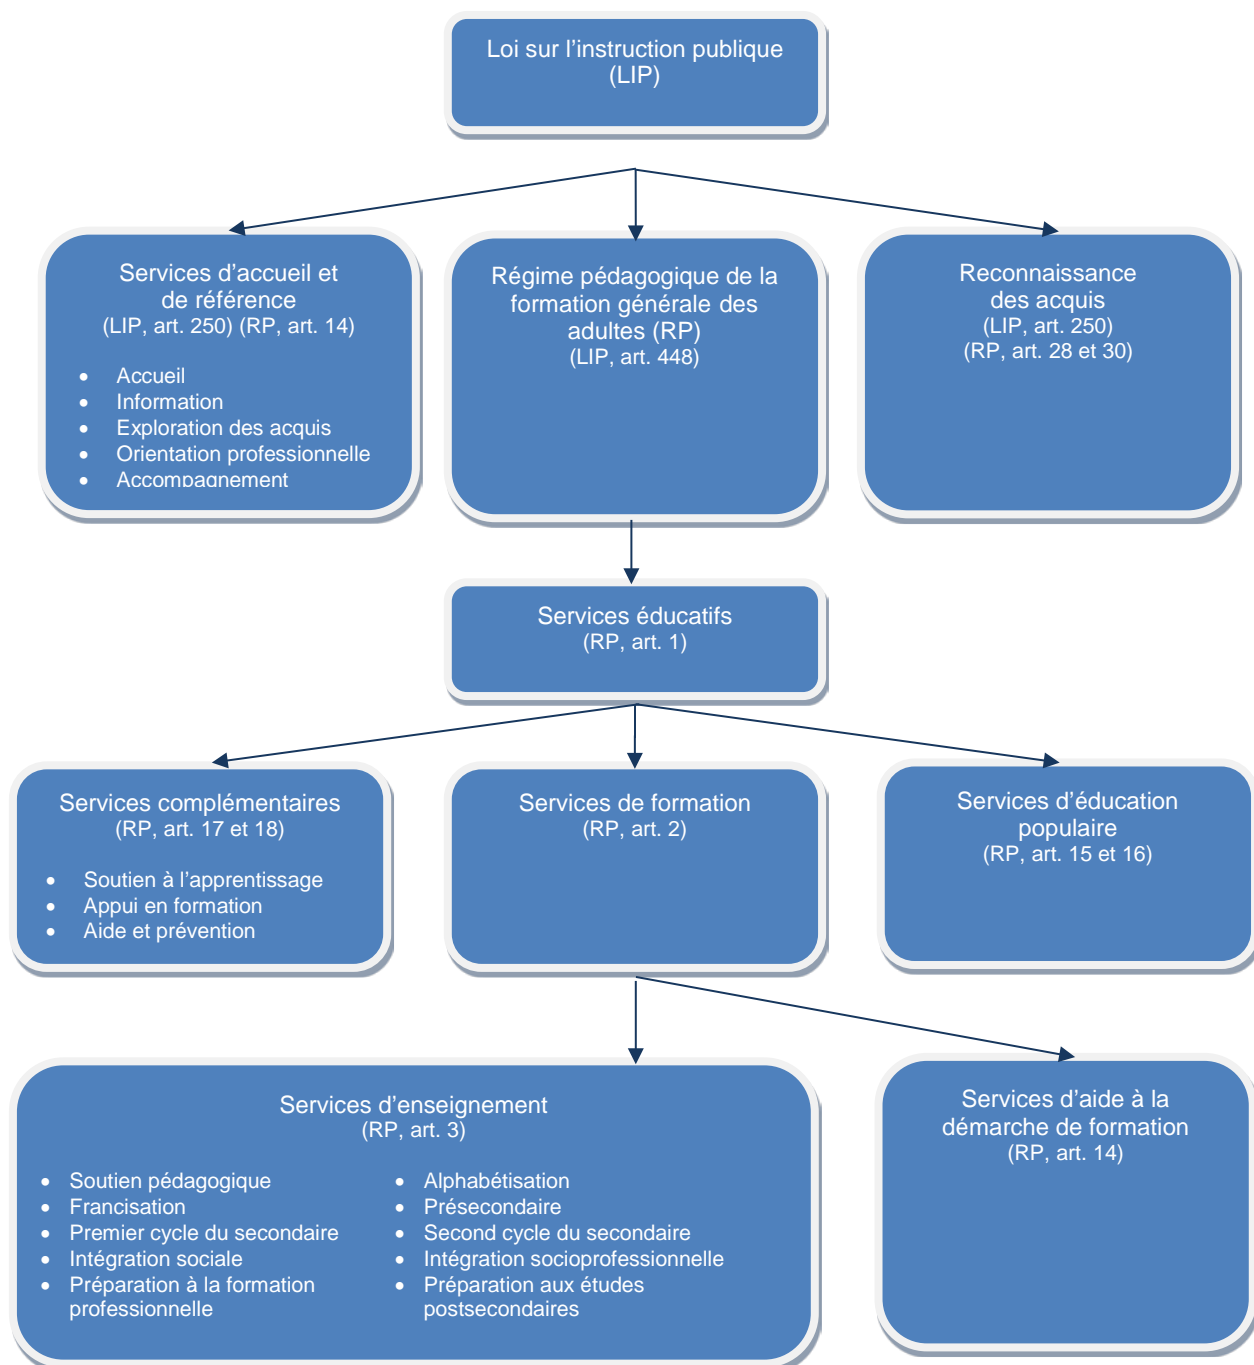 Loi sur l’instruction publique
(LIP)
Services d’accueil et
de référence
(LIP, art. 250) (RP, art. 14)
• Accueil
• Information
• Exploration des acquis
• Orientation professionnelle
• Accompagnement
Régime pédagogique de la
formation générale des
adultes (RP)
(LIP, art. 448)
Reconnaissance
des acquis
(LIP, art. 250)
(RP, art. 28 et 30)
Services éducatifs
(RP, art. 1)
Services complémentaires
(RP, art. 17 et 18)
• Soutien à l’apprentissage
• Appui en formation
• Aide et prévention
Services de formation
(RP, art. 2)
Services d’éducation
populaire
(RP, art. 15 et 16)
Services d’enseignement
(RP, art. 3)
• Soutien pédagogique
• Francisation
• Premier cycle du secondaire
• Intégration sociale
• Préparation à la formation
professionnelle
• Alphabétisation
• Présecondaire
• Second cycle du secondaire
• Intégration socioprofessionnelle
• Préparation aux études
postsecondaires
Services d’aide à la
démarche de formation
(RP, art. 14)